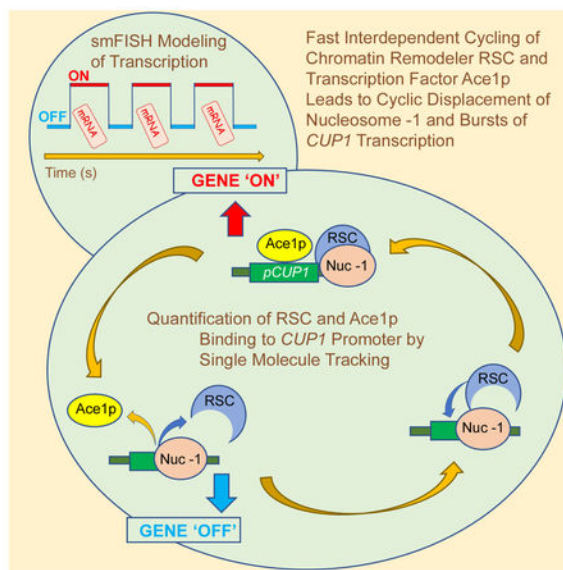 smFISH Modeling
of Transcription
ON
OFF
mRNA
mRNA
mRNA
Time (s)
Fast Interdependent Cycling of
Chromatin Remodeler RSC and
Transcription Factor Ace1p
Leads to Cyclic Displacement of
Nucleosome -1 and Bursts of
CUP1 Transcription
GENE 'ON'
Ace1p
RSC
pCUP1
Nuc -1
Quantification of RSC and Ace1p
Binding to CUP1 Promoter by
Single Molecule Tracking
Ace1p
RSC
Nuc -1
RSC
Nuc -1
GENE 'OFF'